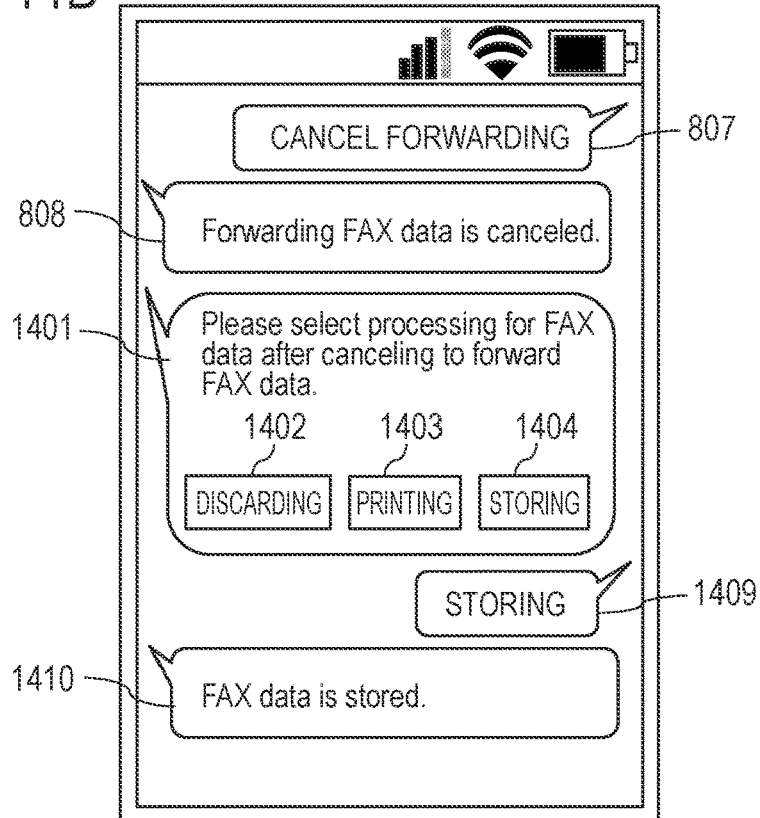 CANCEL FORWARDING
807
808
Forwarding FAX data is canceled.
1401
Please select processing for FAX
data after canceling to forward
FAX data.
1402 1403 1404
DISCARDING PRINTING STORING
STORING
1409
1410
FAX data is stored.